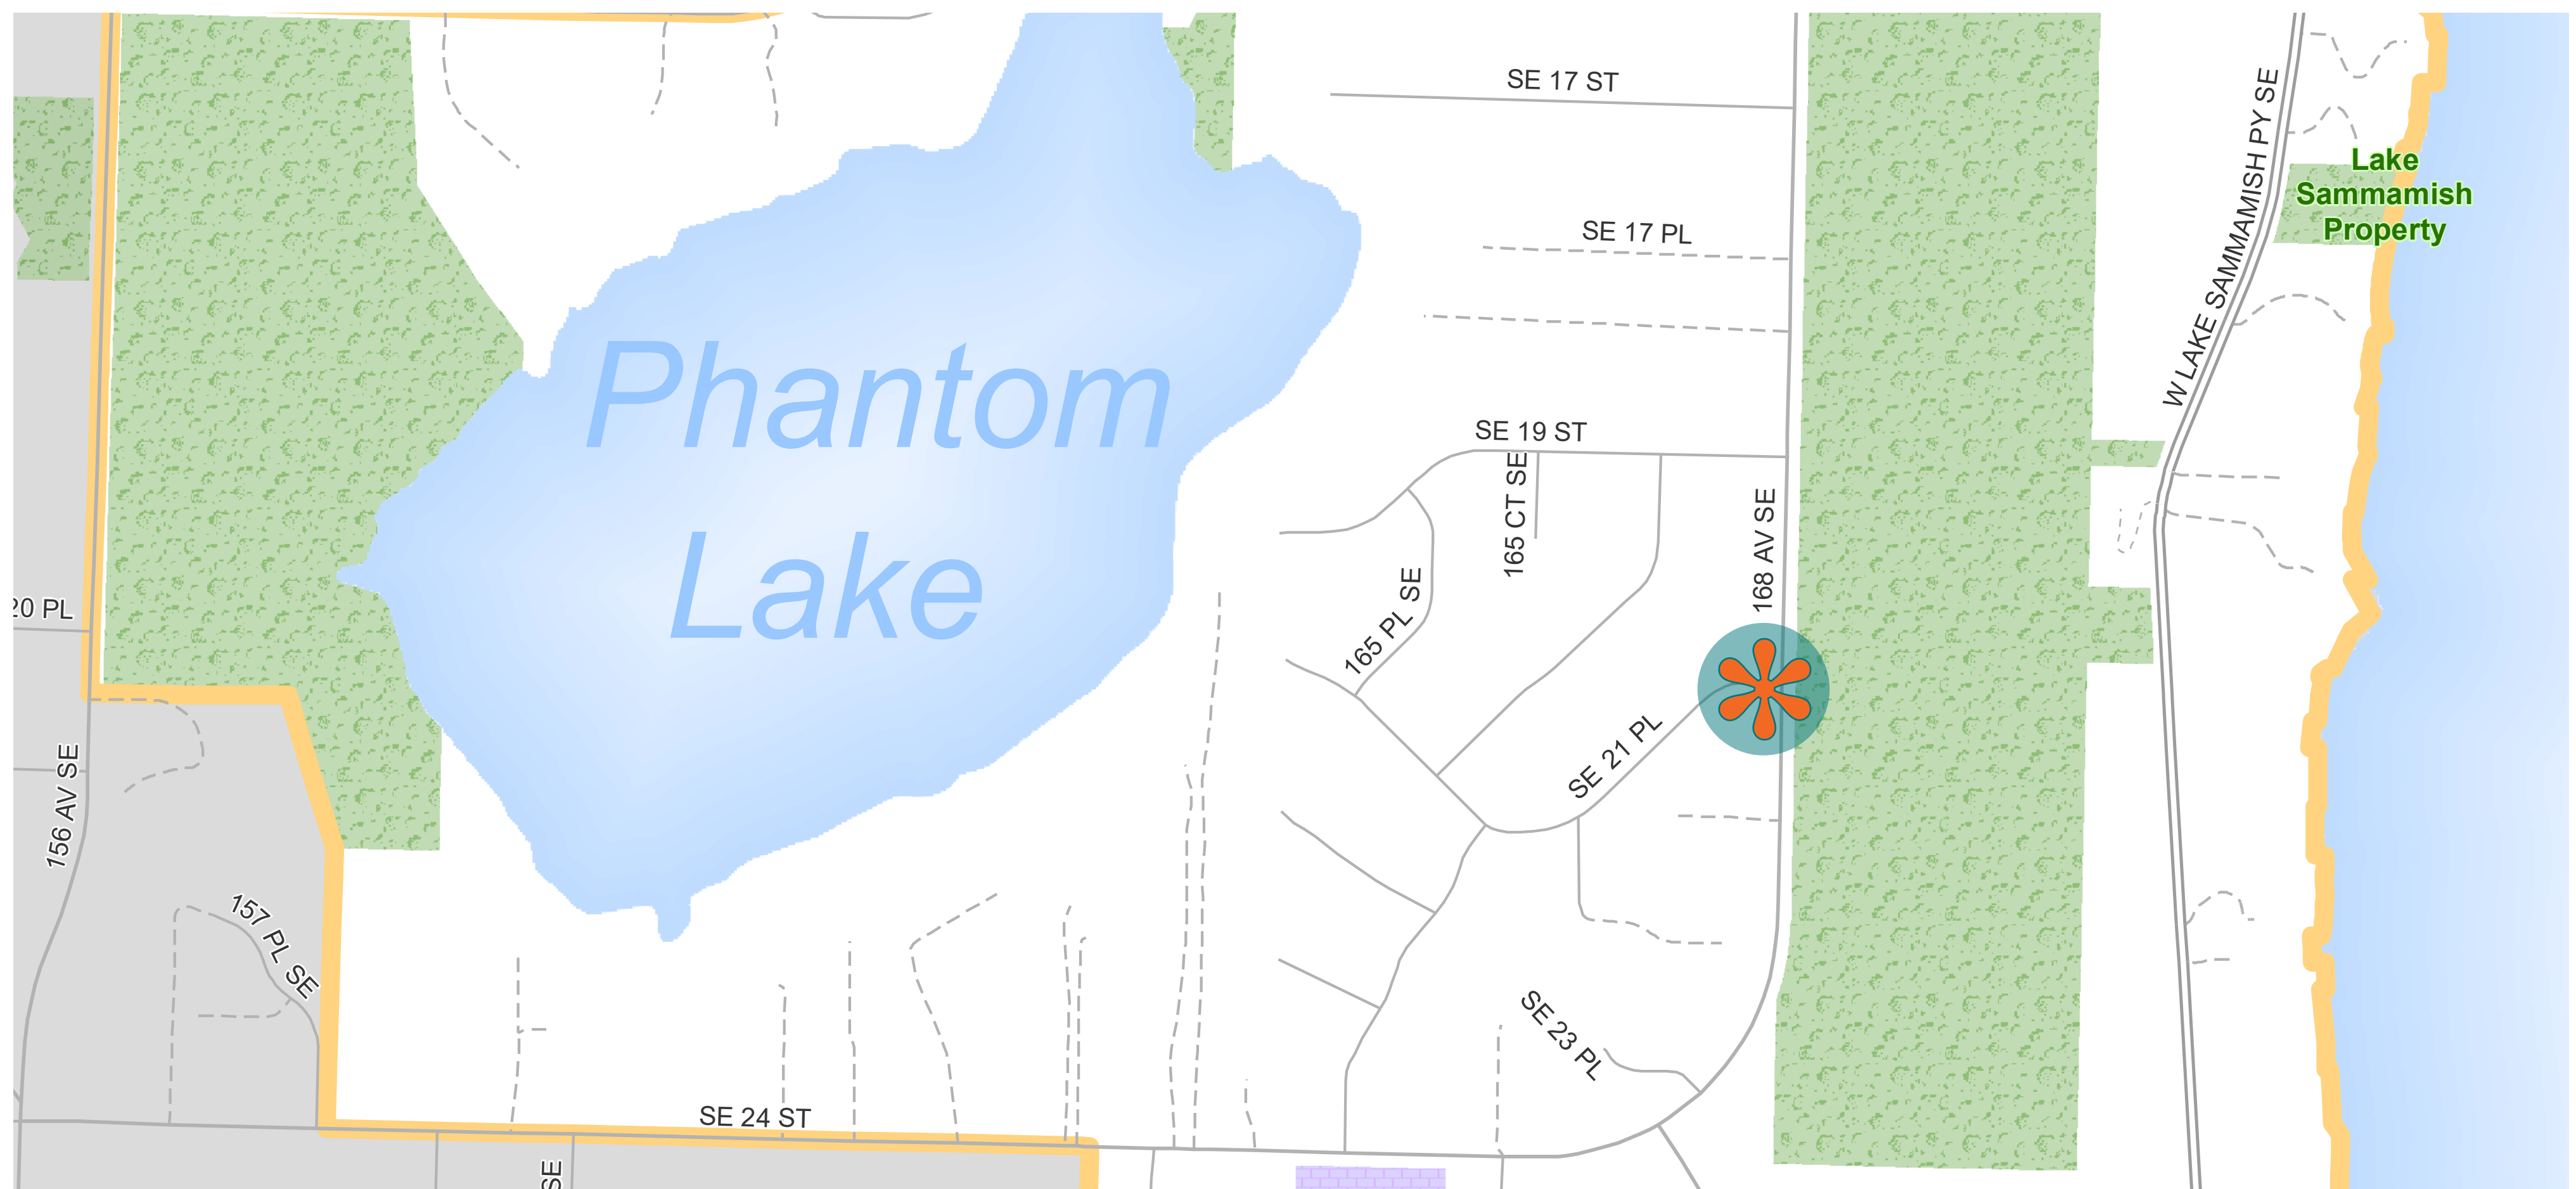 SE 17 ST
W LAKE SAMMAMISH PY SE
Lake
Sammamish
Property
SE 17 PL
Phantom
Lake
SE 19 ST
165 CT SE
168 AV SE
165 PL SE
20 PL
SE 21 PL
156 AV SE
157 PL SE
SE 23 PL
SE 24 ST
SE